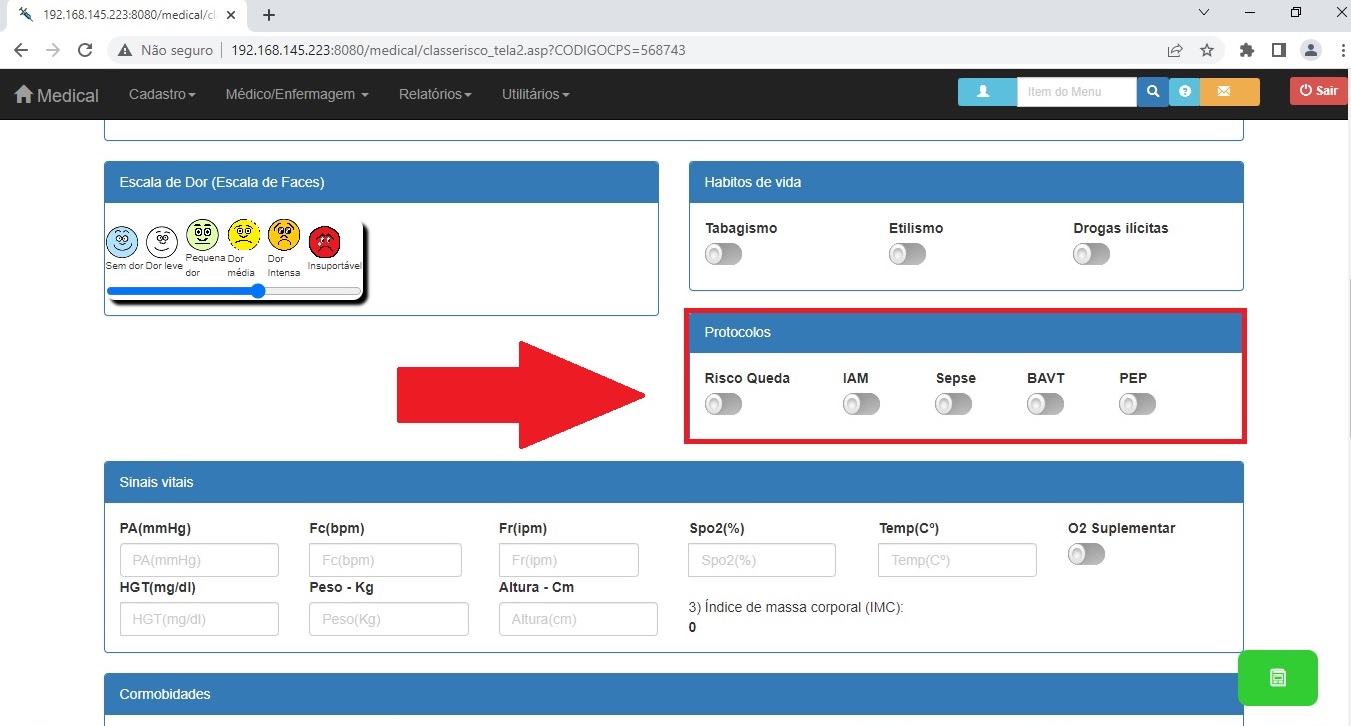 192.168.145.223:8080/medical/cl
Não seguro | 192.168.145.223:8080/medical/classerisco_tela2.asp?CODIGOCPS=568743
Medical Cadastro Médico/Enfermagem Relatórios Utilitários Item do Menu Sair
Escala de Dor (Escala de Faces)
Sem dor Dor leve Pequena dor Dor média Dor Intensa Insuportável
Habitos de vida
Tabagismo Etilismo Drogas ilícitas
Protocolos
Risco Queda IAM Sepse BAVT PEP
Sinais vitais
PA(mmHg) Fc(bpm) Fr(ipm) Spo2(%) Temp(Cº) O2 Suplementar
PA(mmHg) Fc(bpm) Fr(ipm) Spo2(%) Temp(Cº)
HGT(mg/dl) Peso - Kg Altura - Cm
HGT(mg/dl) Peso(Kg) Altura(cm) 3) Índice de massa corporal (IMC):
0
Cormobidades